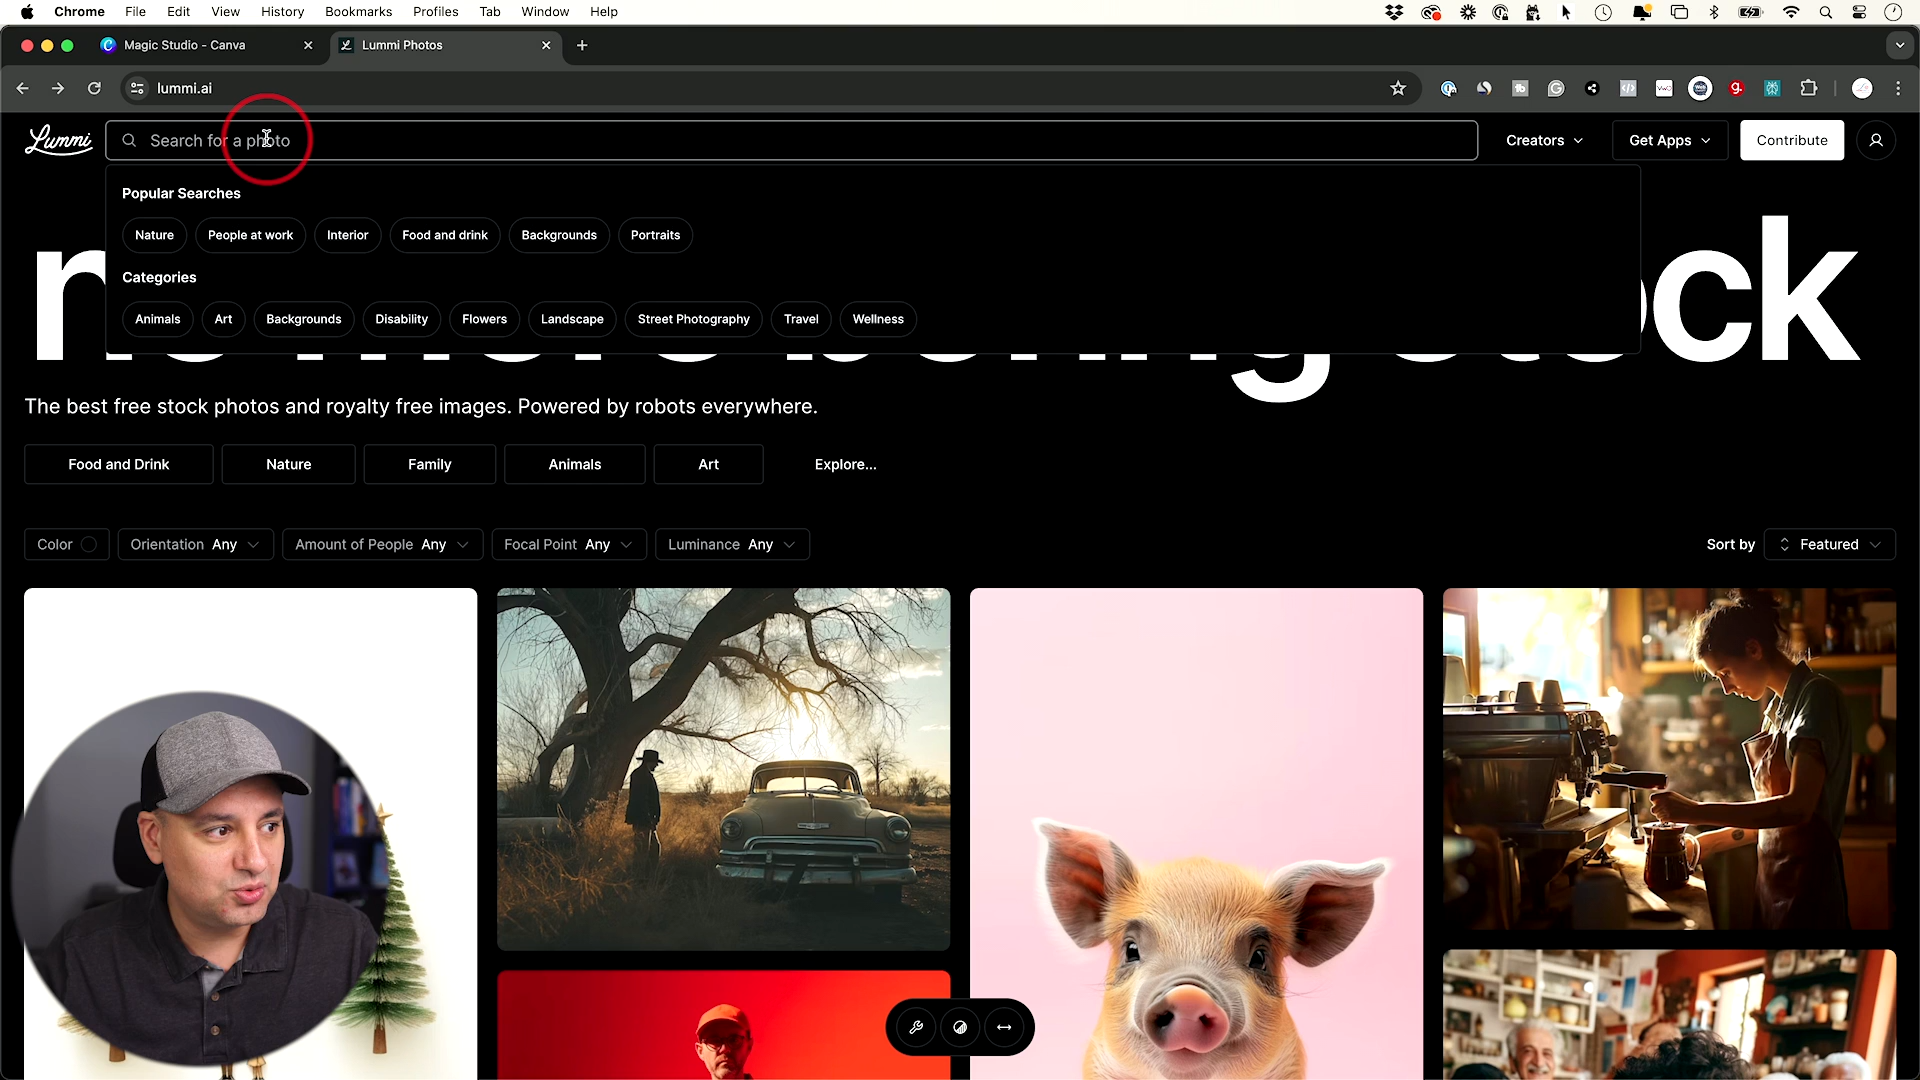 Chrome File Edit View History Bookmarks Profiles Tab Window Help
Magic Studio - Canva
Lummi Photos
lummi.ai
Lummi
Search for a photo
Creators
Get Apps
Contribute
Popular Searches
Nature People at work Interior Food and drink Backgrounds Portraits
Categories
Animals Art Backgrounds Disability Flowers Landscape Street Photography Travel Wellness
The best free stock photos and royalty free images. Powered by robots everywhere.
Food and Drink Nature Family Animals Art Explore...
Color Orientation Any Amount of People Any Focal Point Any Luminance Any
Sort by Featured